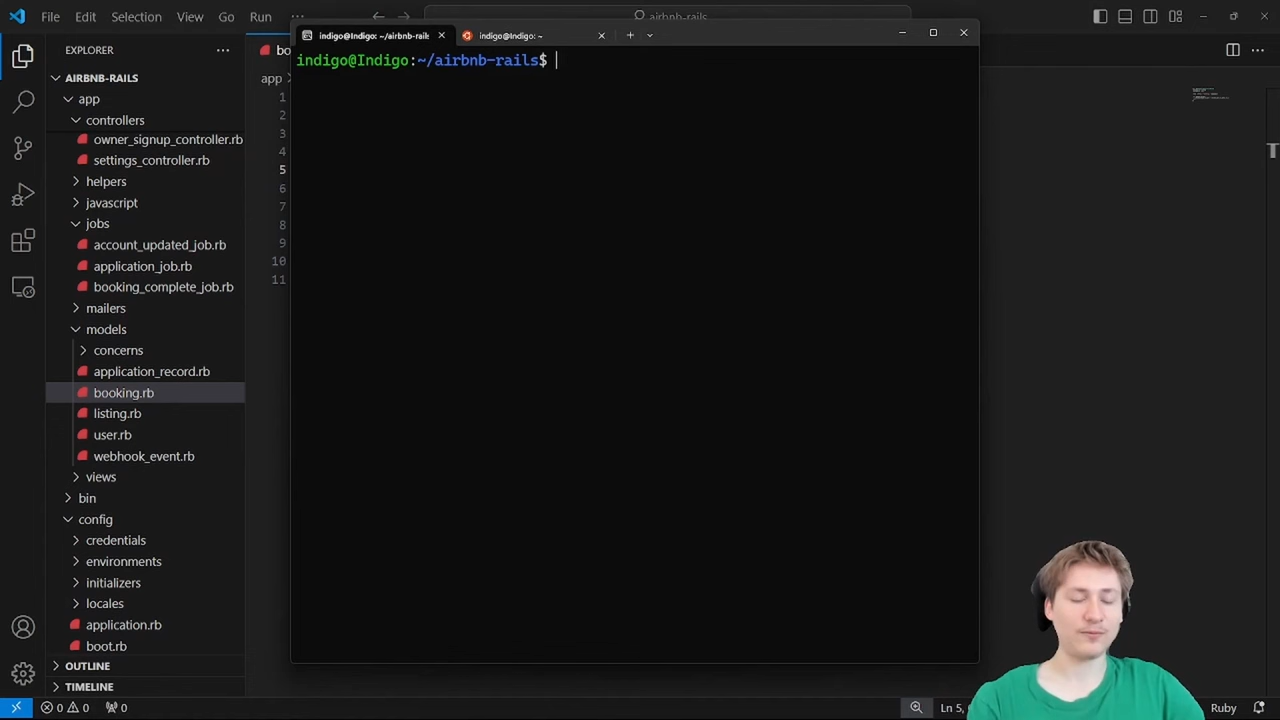 File Edit Selection View Go Run ···
airbnb-rails
EXPLORER
AIRBNB-RAILS
app
controllers
owner_signup_controller.rb
settings_controller.rb
helpers
javascript
jobs
account_updated_job.rb
application_job.rb
booking_complete_job.rb
mailers
models
concerns
application_record.rb
booking.rb
listing.rb
user.rb
webhook_event.rb
views
bin
config
credentials
environments
initializers
locales
application.rb
boot.rb
OUTLINE
TIMELINE
bo
app
1
2
3
4
5
6
7
8
9
10
11
indigo@Indigo: ~/airbnb-rails
indigo@Indigo: ~
indigo@Indigo:~/airbnb-rails$
0 0 0
Ln 5,
Ruby